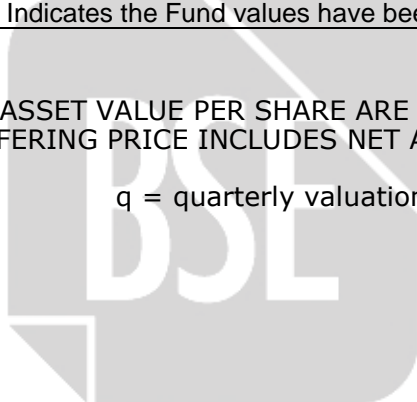 Indicates the Fund values have bee
ASSET VALUE PER SHARE ARE
FERING PRICE INCLUDES NET A
q = quarterly valuation
BSE